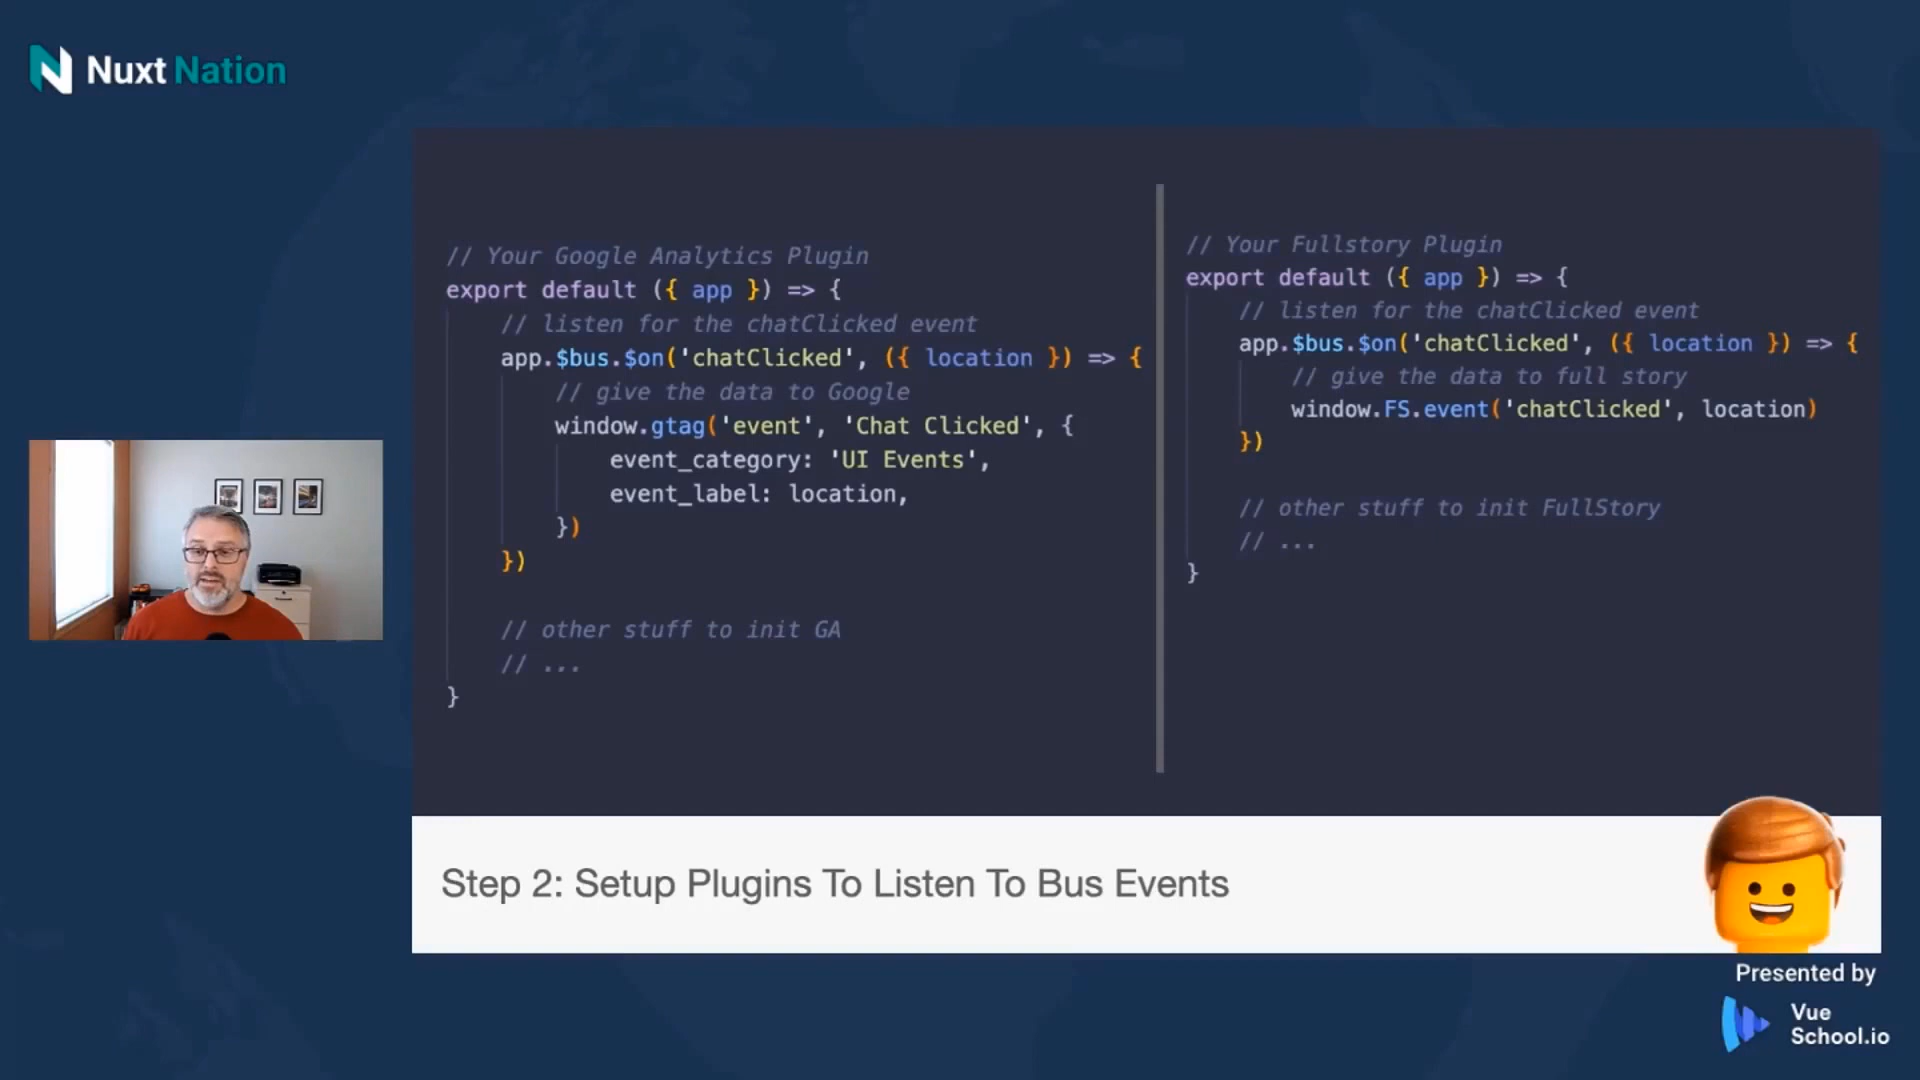 Nuxt Nation
// Your Google Analytics Plugin
export default ({ app }) => {
// listen for the chatClicked event
app.$bus.$on('chatClicked', ({ location }) => {
// give the data to Google
window.gtag('event', 'Chat Clicked', {
event_category: 'UI Events',
event_label: location,
})
})
// other stuff to init GA
// ...
}
// Your Fullstory Plugin
export default ({ app }) => {
// listen for the chatClicked event
app.$bus.$on('chatClicked', ({ location }) => {
// give the data to full story
window.FS.event('chatClicked', location)
})
// other stuff to init FullStory
// ...
}
Step 2: Setup Plugins To Listen To Bus Events
Presented by
Vue
School.io